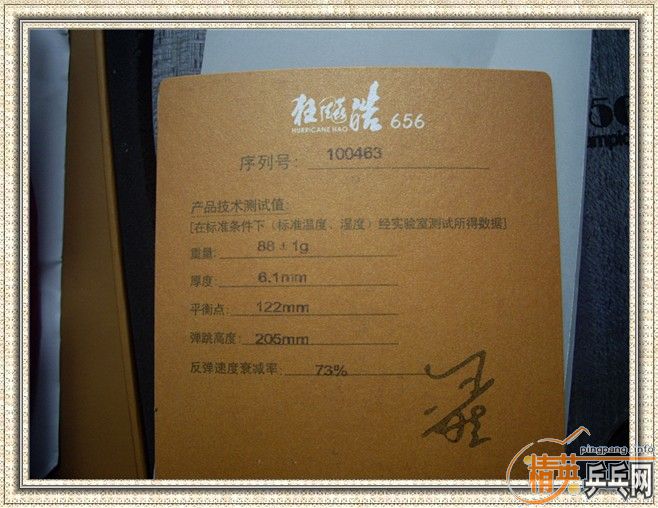 狂飚皓 656
HURRICANE HAO
序列号: 100463
产品技术测试值:
[在标准条件下（标准温度、湿度）经实验室测试所得数据]
重量: 88±1g
厚度: 6.1mm
平衡点: 122mm
弹跳高度: 205mm
反弹速度衰减率: 73%
pingpang.info
精英乒乓网